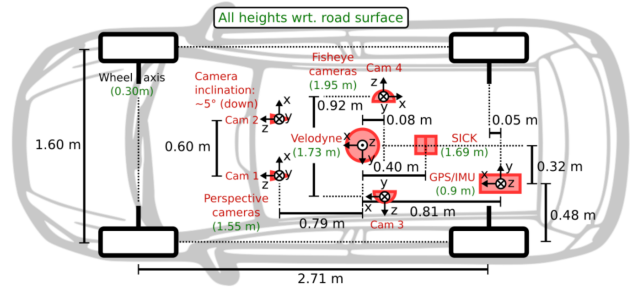 All heights wrt. road surface
Fisheye
cameras
(1.95 m)
Cam 4
Wheel axis
(0.30m)
Camera
inclination:
~5° (down)
z
x
y
0.92 m
0.08 m
0.05 m
x
z
y
Cam 2
1.60 m
0.60 m
Velodyne
(1.73 m)
x
z
y
SICK
(1.69 m)
0.40 m
0.32 m
x
z
y
Cam 1
GPS/IMU
(0.9 m)
y
x
z
Perspective
cameras
(1.55 m)
y
x
z
Cam 3
0.79 m
0.81 m
0.48 m
2.71 m